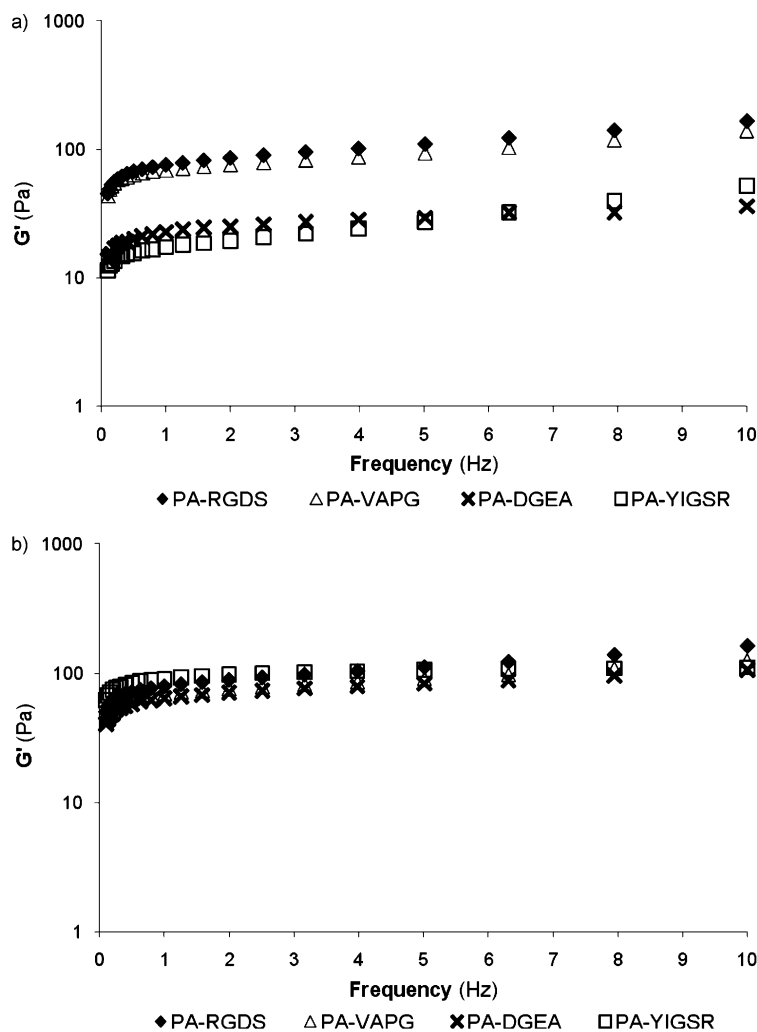 a)
1000
100
10
1
G' (Pa)
0 1 2 3 4 5 6 7 8 9 10
Frequency (Hz)
PA-RGDS PA-VAPG PA-DGEA PA-YIGSR
b)
1000
100
10
1
G' (Pa)
0 1 2 3 4 5 6 7 8 9 10
Frequency (Hz)
PA-RGDS PA-VAPG PA-DGEA PA-YIGSR